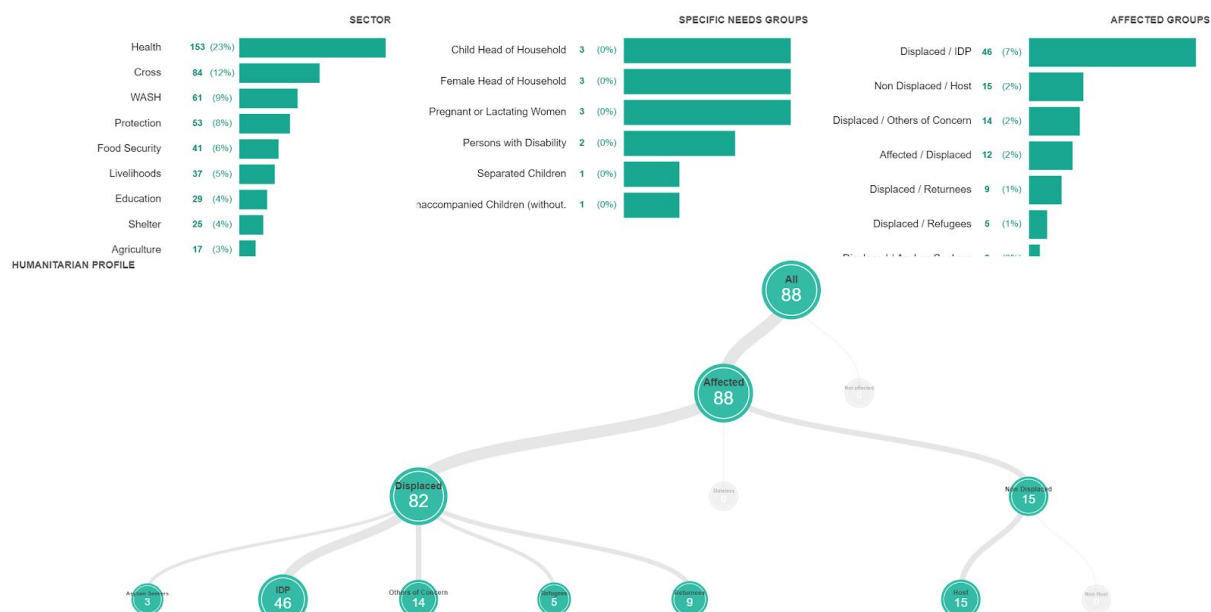 SECTOR
Health 153 (23%)
Cross 84 (12%)
WASH 61 (9%)
Protection 53 (8%)
Food Security 41 (6%)
Livelihoods 37 (5%)
Education 29 (4%)
Shelter 25 (4%)
Agriculture 17 (3%)
SPECIFIC NEEDS GROUPS
Child Head of Household 3 (0%)
Female Head of Household 3 (0%)
Pregnant or Lactating Women 3 (0%)
Persons with Disability 2 (0%)
Separated Children 1 (0%)
naccompanied Children (without. 1 (0%)
AFFECTED GROUPS
Displaced / IDP 46 (7%)
Non Displaced / Host 15 (2%)
Displaced / Others of Concern 14 (2%)
Affected / Displaced 12 (2%)
Displaced / Returnees 9 (1%)
Displaced / Refugees 5 (1%)
HUMANITARIAN PROFILE
All
88
Affected
88
Not affected
0
Displaced
82
Non Displaced
15
Asylum Seekers
3
IDP
46
Others of Concern
14
Refugees
5
Returnees
9
Host
15
Non Host